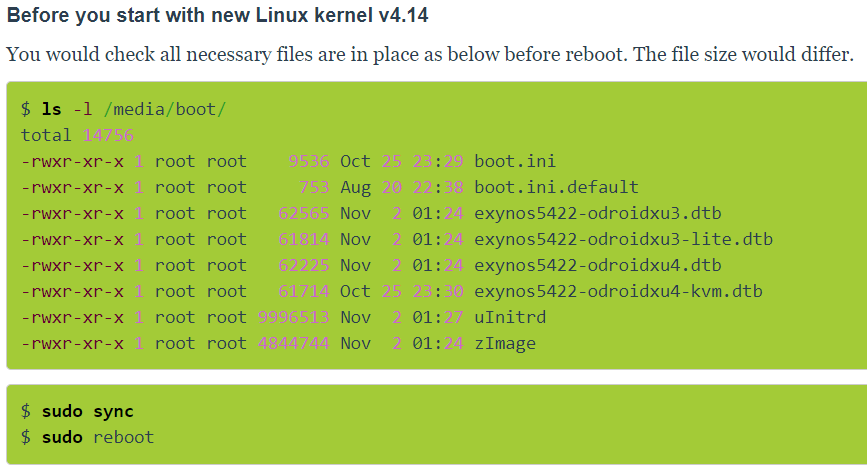 Before you start with new Linux kernel v4.14
You would check all necessary files are in place as below before reboot. The file size would differ.
$ ls -l /media/boot/
total 14756
-rwxr-xr-x 1 root root    9536 Oct 25 23:29 boot.ini
-rwxr-xr-x 1 root root     753 Aug 20 22:38 boot.ini.default
-rwxr-xr-x 1 root root   62565 Nov  2 01:24 exynos5422-odroidxu3.dtb
-rwxr-xr-x 1 root root   61814 Nov  2 01:24 exynos5422-odroidxu3-lite.dtb
-rwxr-xr-x 1 root root   62225 Nov  2 01:24 exynos5422-odroidxu4.dtb
-rwxr-xr-x 1 root root   61714 Oct 25 23:30 exynos5422-odroidxu4-kvm.dtb
-rwxr-xr-x 1 root root 9996513 Nov  2 01:27 uInitrd
-rwxr-xr-x 1 root root 4844744 Nov  2 01:24 zImage
$ sudo sync
$ sudo reboot